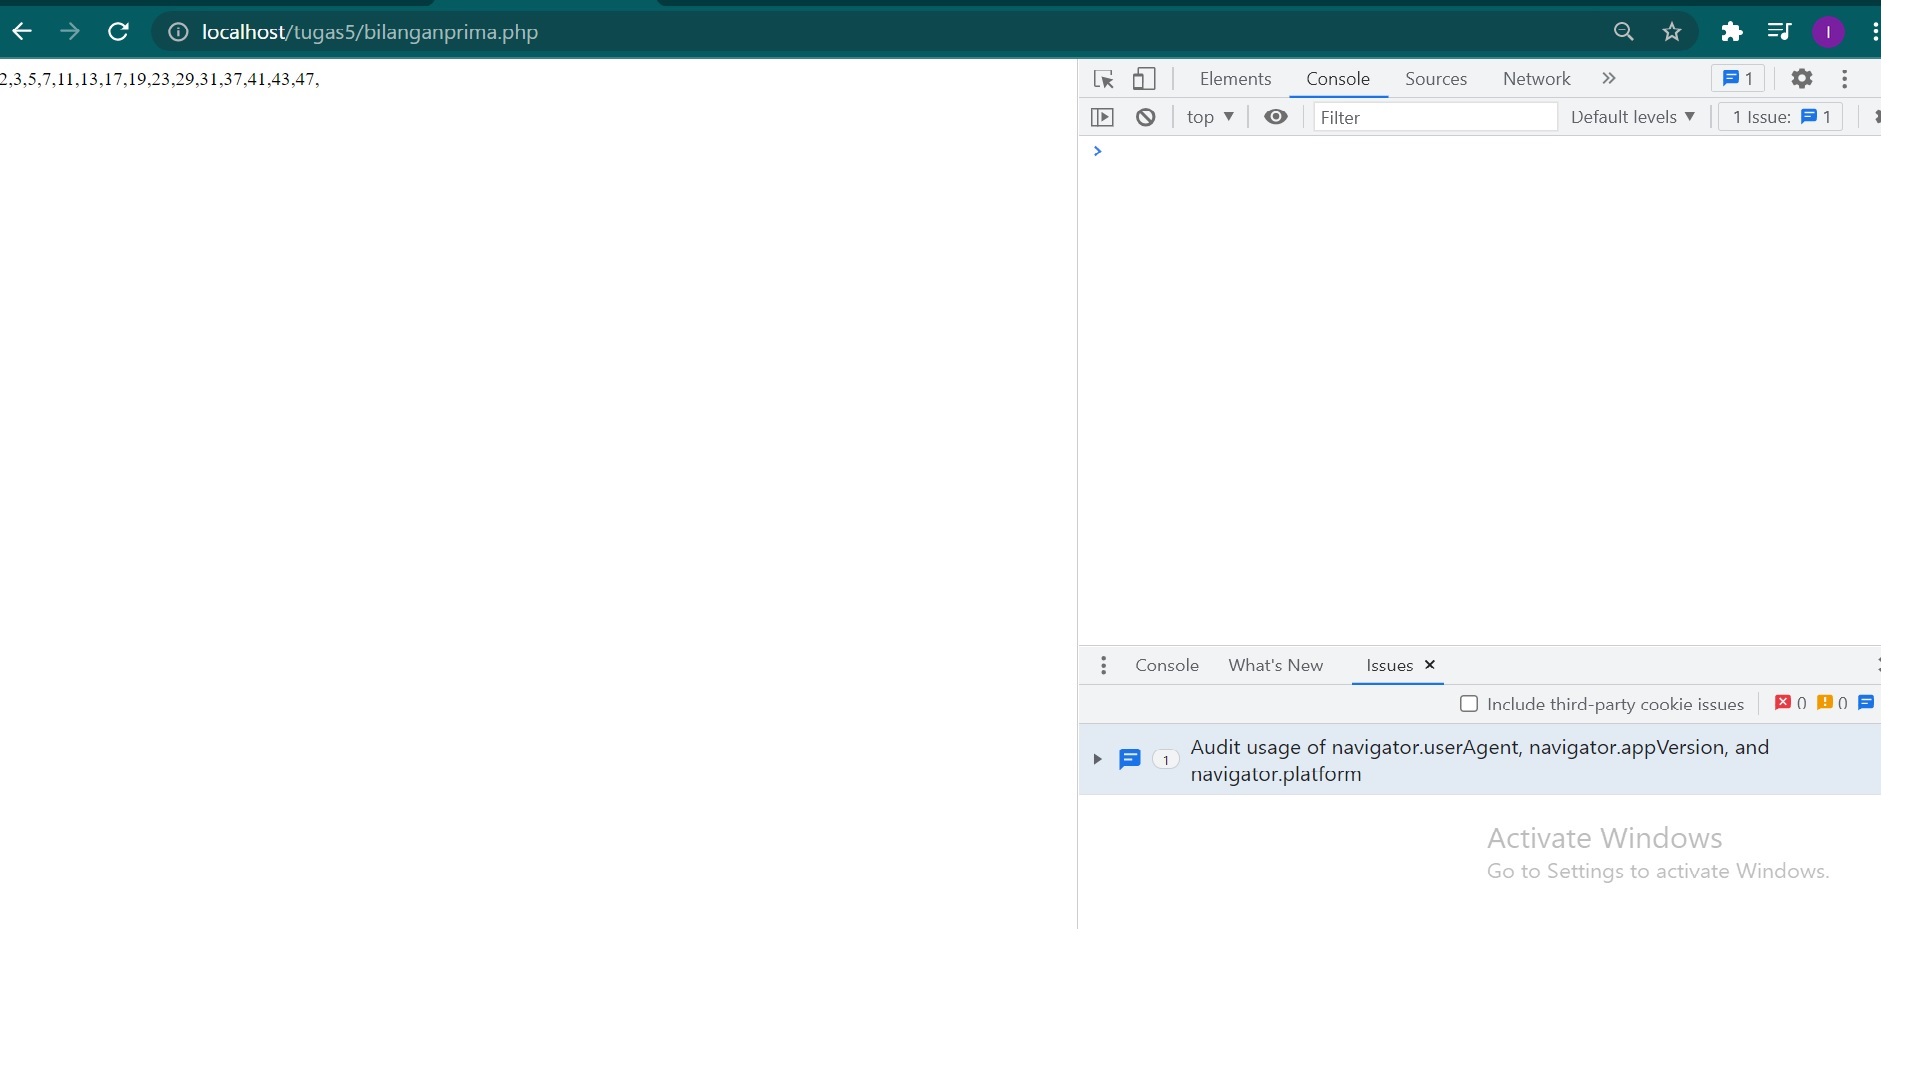 localhost/tugas5/bilanganprima.php
I
2,3,5,7,11,13,17,19,23,29,31,37,41,43,47,
Elements Console Sources Network 1
top Filter Default levels 1 Issue: 1
Console What's New Issues
Include third-party cookie issues 0 0
1 Audit usage of navigator.userAgent, navigator.appVersion, and
navigator.platform
Activate Windows
Go to Settings to activate Windows.